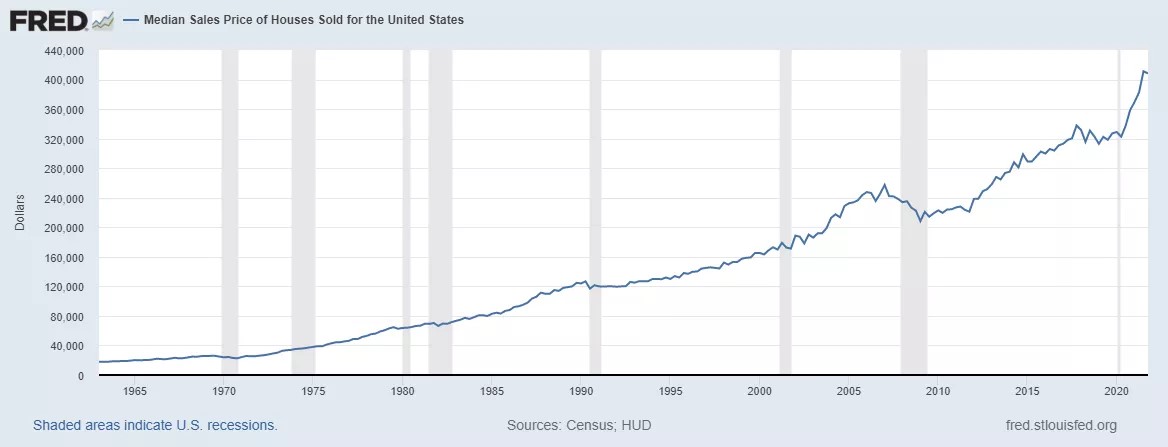 FRED
Median Sales Price of Houses Sold for the United States
440,000
400,000
360,000
320,000
280,000
240,000
200,000
160,000
120,000
80,000
40,000
0
Dollars
1965 1970 1975 1980 1985 1990 1995 2000 2005 2010 2015 2020
Shaded areas indicate U.S. recessions. Sources: Census; HUD fred.stlouisfed.org